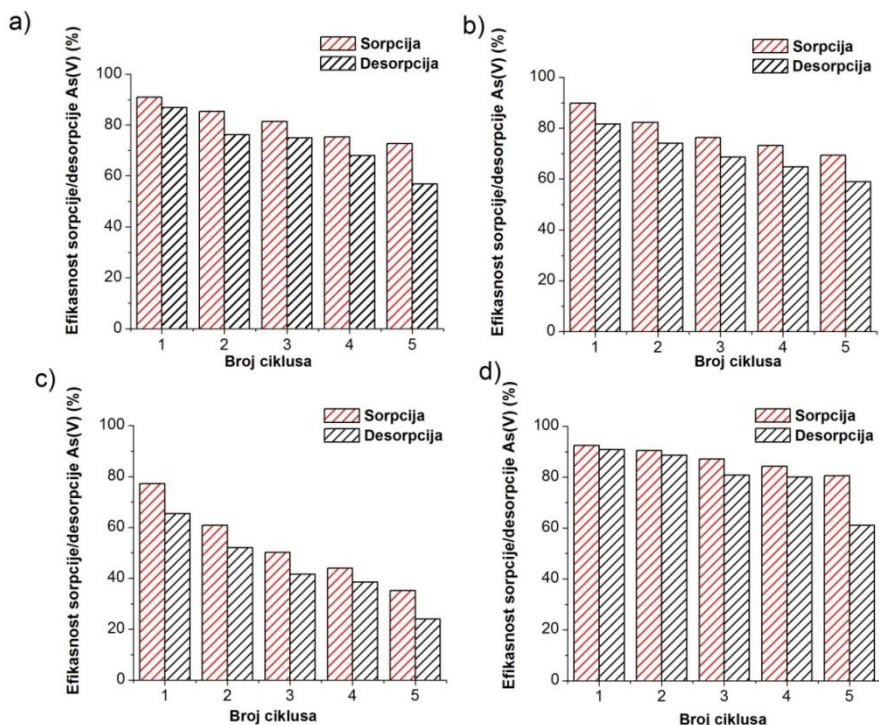 a)
Sorpcija
Desorpcija
Efikasnost sorpcije/desorpcije As(V) (%)
100
80
60
40
20
0
1 2 3 4 5
Broj ciklusa
b)
Sorpcija
Desorpcija
Efikasnost sorpcije/desorpcije As(V) (%)
100
80
60
40
20
0
1 2 3 4 5
Broj ciklusa
c)
Sorpcija
Desorpcija
Efikasnost sorpcije/desorpcije As(V) (%)
100
80
60
40
20
0
1 2 3 4 5
Broj ciklusa
d)
Sorpcija
Desorpcija
Efikasnost sorpcije/desorpcije As(V) (%)
100
80
60
40
20
0
1 2 3 4 5
Broj ciklusa